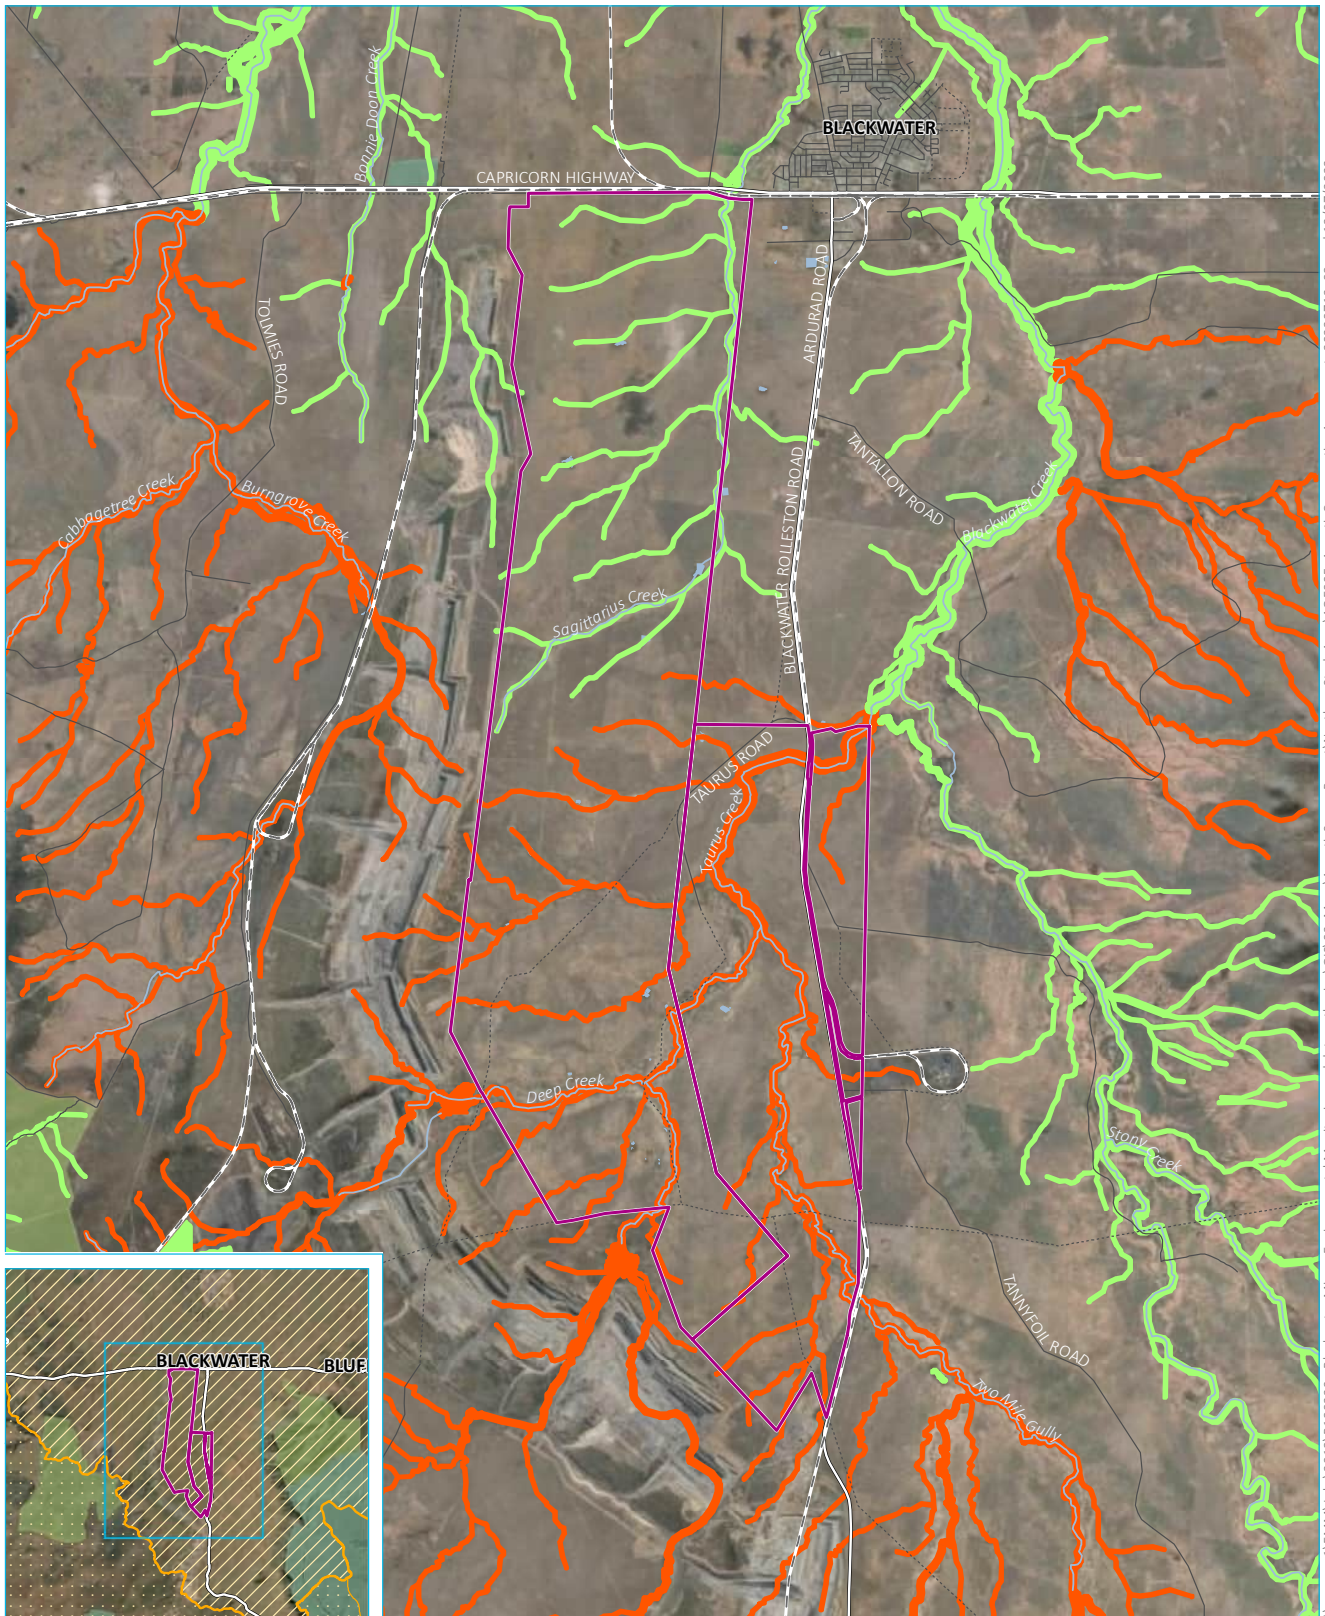 Bonnie Doon Creek
BLACKWATER
CAPRICORN HIGHWAY
TOLMIES ROAD
ARDURAD ROAD
Cabbagetree Creek
Burngrove Creek
TANTALLON ROAD
Blackwater Creek
BLACKWATER ROLLESTON ROAD
Sagittarius Creek
TAURUS ROAD
Taurus Creek
Deep Creek
Stony Creek
TANNYFOIL ROAD
Two Mile Gully
BLACKWATER
BLUF